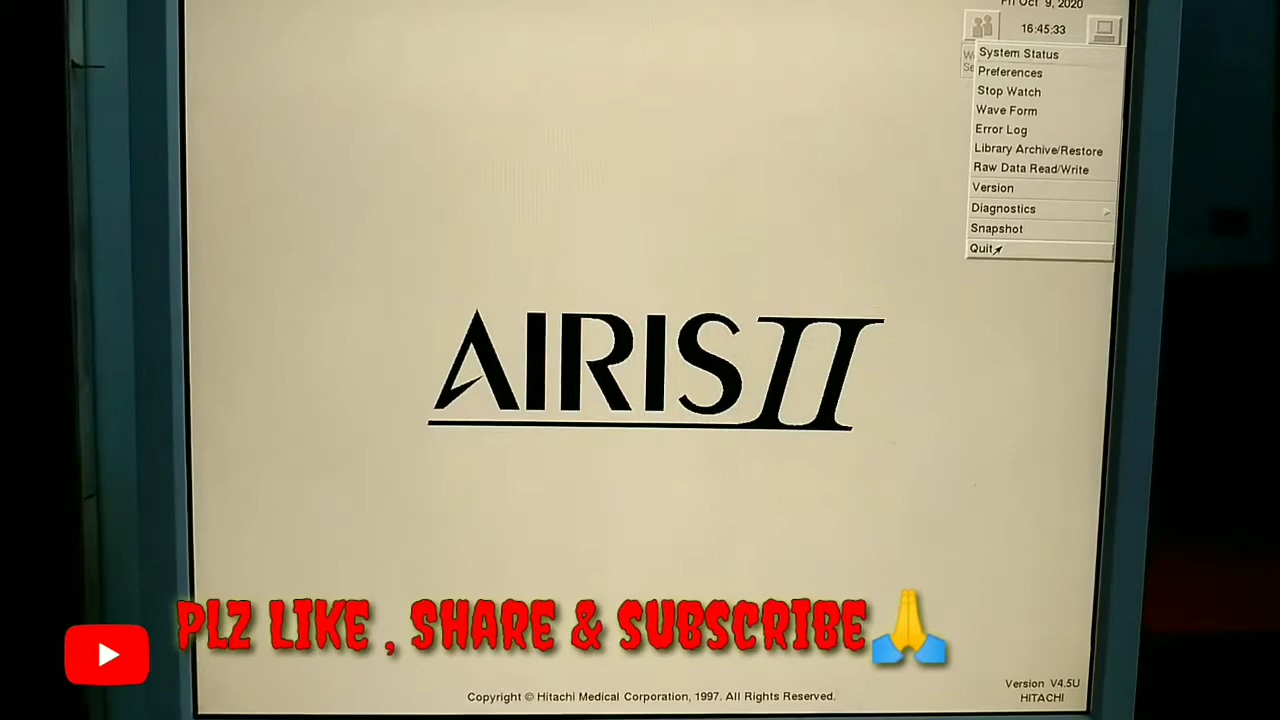 Fri Oct 9, 2020
16:45:33
System Status
Preferences
Stop Watch
Wave Form
Error Log
Library Archive/Restore
Raw Data Read/Write
Version
Diagnostics
Snapshot
Quit
AIRIS II
PLZ LIKE , SHARE & SUBSCRIBE🙏
Copyright © Hitachi Medical Corporation, 1997. All Rights Reserved.
Version V4.5U
HITACHI